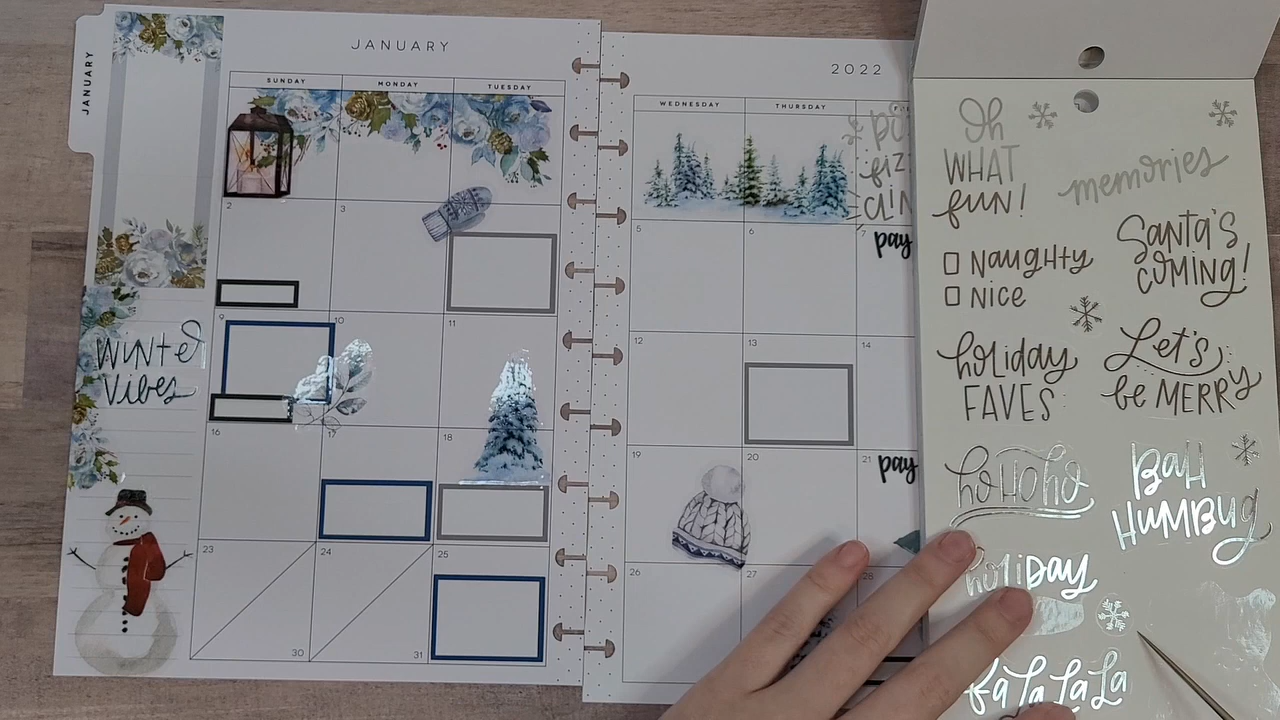 JANUARY
JANUARY
2022
SUNDAY
MONDAY
TUESDAY
WEDNESDAY
THURSDAY
2
3
5
6
7
pay
9
10
11
12
13
14
16
17
18
19
20
21
pay
23
24
25
26
27
28
30
31
WINTER
Vibes
Oh
WHAT
fun!
memories
Santa's
coming!
Naughty
Nice
holiday
FAVES
Let's
be MERRY
ho Ho ho
BAH
HUMBUG
holiday
fa la la la